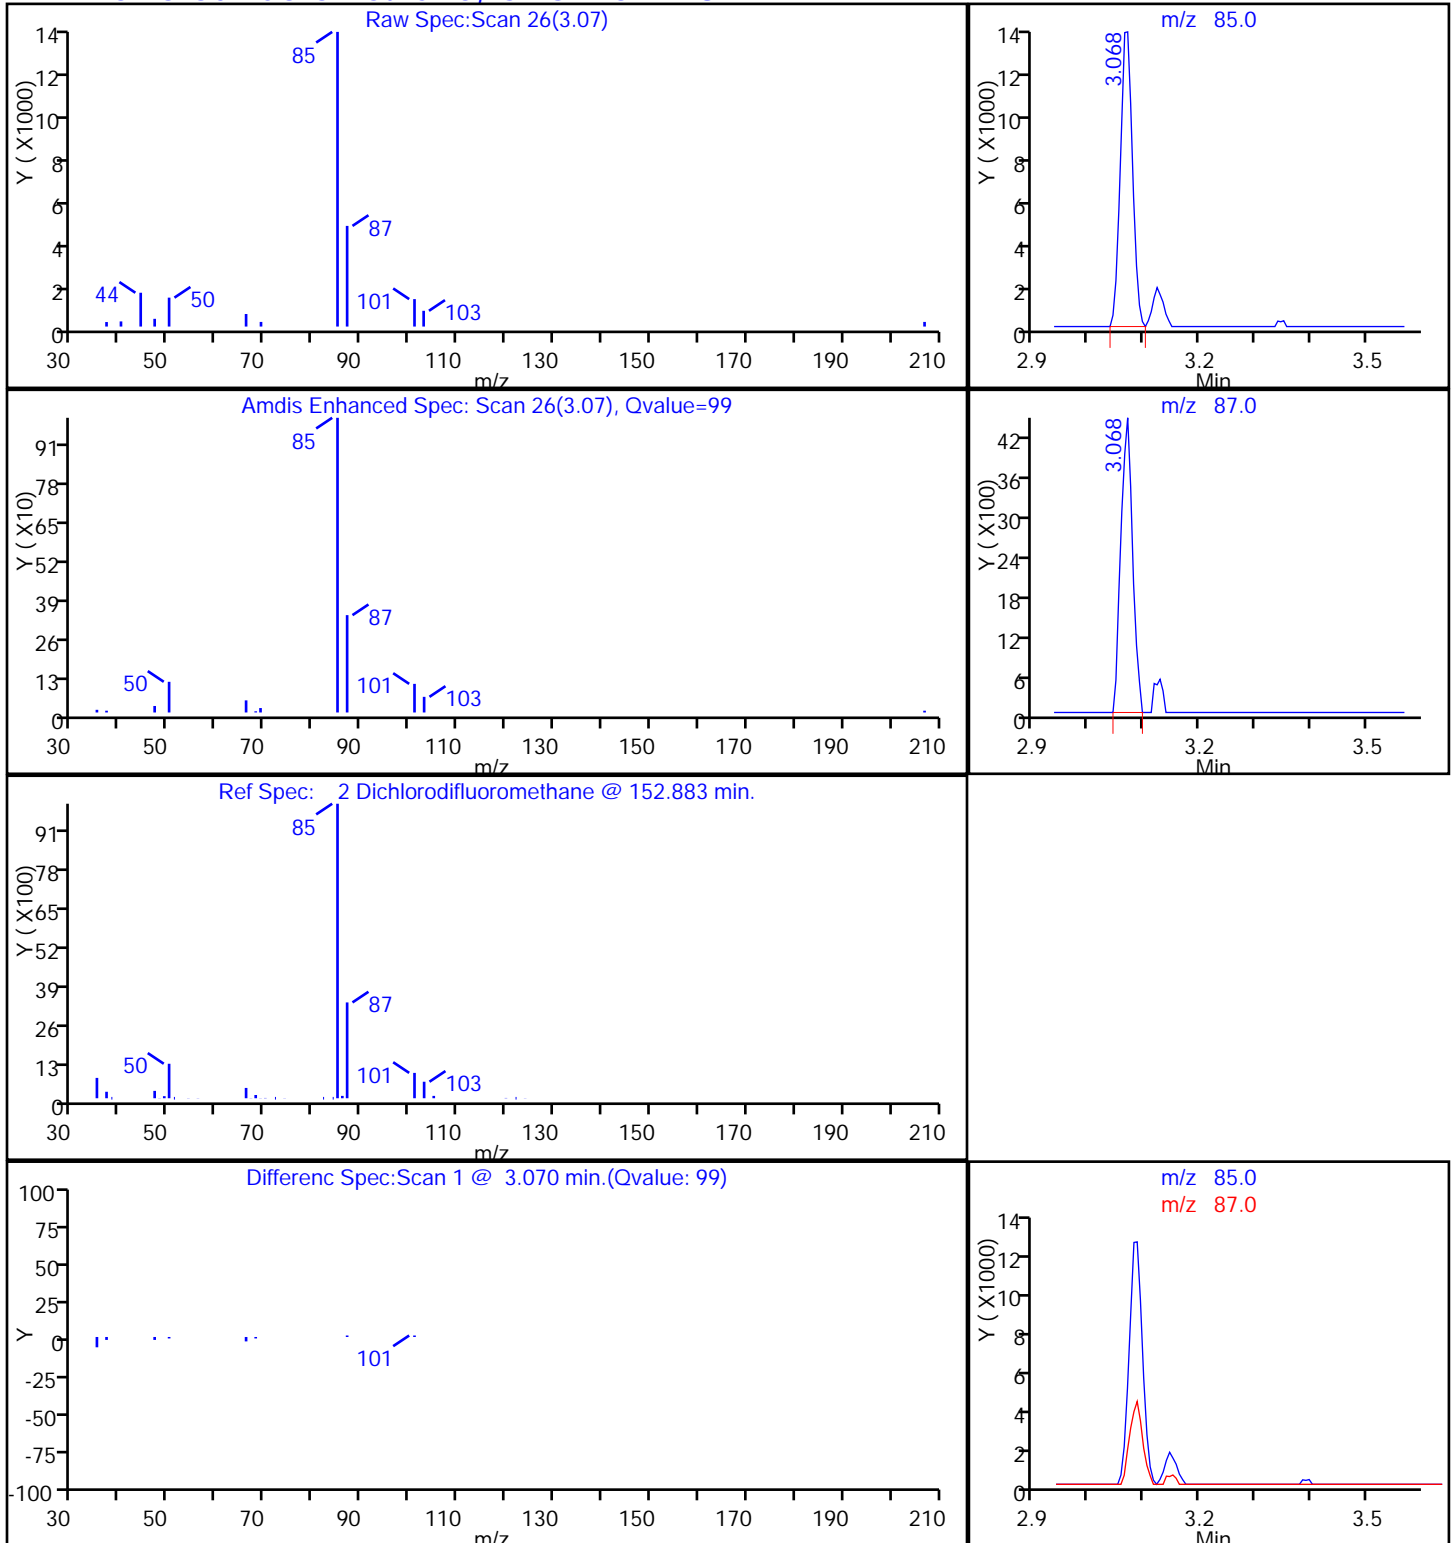 Raw Spec:Scan 26(3.07)
14
12
10
8
6
4
2
0
Y ( X1000)
85
87
44
50
101
103
30 50 70 90 110 130 150 170 190 210
m/z
m/z 85.0
14
12
10
8
6
4
2
0
Y ( X1000)
3.068
2.9 3.2 3.5
Min
Amdis Enhanced Spec: Scan 26(3.07), Qvalue=99
91
78
65
52
39
26
13
0
Y ( X10)
85
87
50
101
103
30 50 70 90 110 130 150 170 190 210
m/z
m/z 87.0
42
36
30
24
18
12
6
0
Y ( X100)
3.068
2.9 3.2 3.5
Min
Ref Spec: 2 Dichlorodifluoromethane @ 152.883 min.
91
78
65
52
39
26
13
0
Y ( X100)
85
87
50
101
103
30 50 70 90 110 130 150 170 190 210
m/z
Differenc Spec:Scan 1 @ 3.070 min.(Qvalue: 99)
100
75
50
25
0
-25
-50
-75
-100
Y
101
30 50 70 90 110 130 150 170 190 210
m/z
m/z 85.0
m/z 87.0
14
12
10
8
6
4
2
0
Y ( X1000)
2.9 3.2 3.5
Min